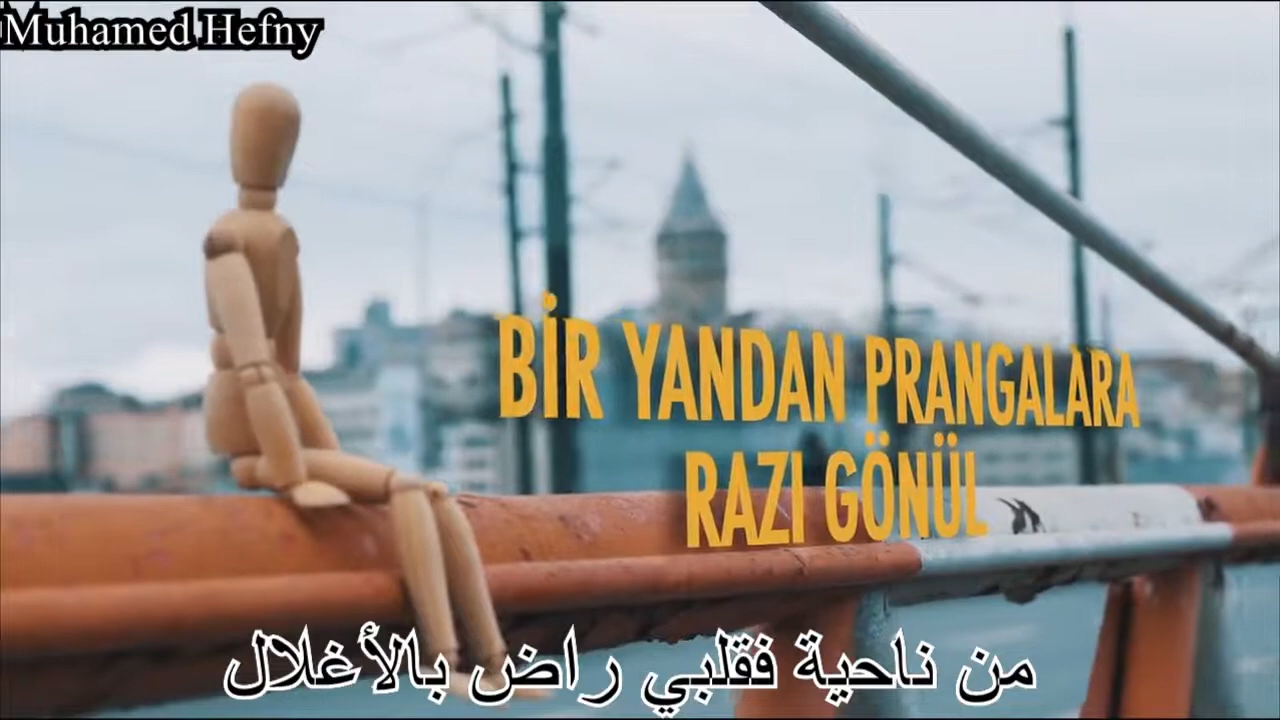 Muhamed Hefny
BİR YANDAN PRANGALARA
RAZI GÖNÜL
من ناحية فقلبي راض بالأغلال